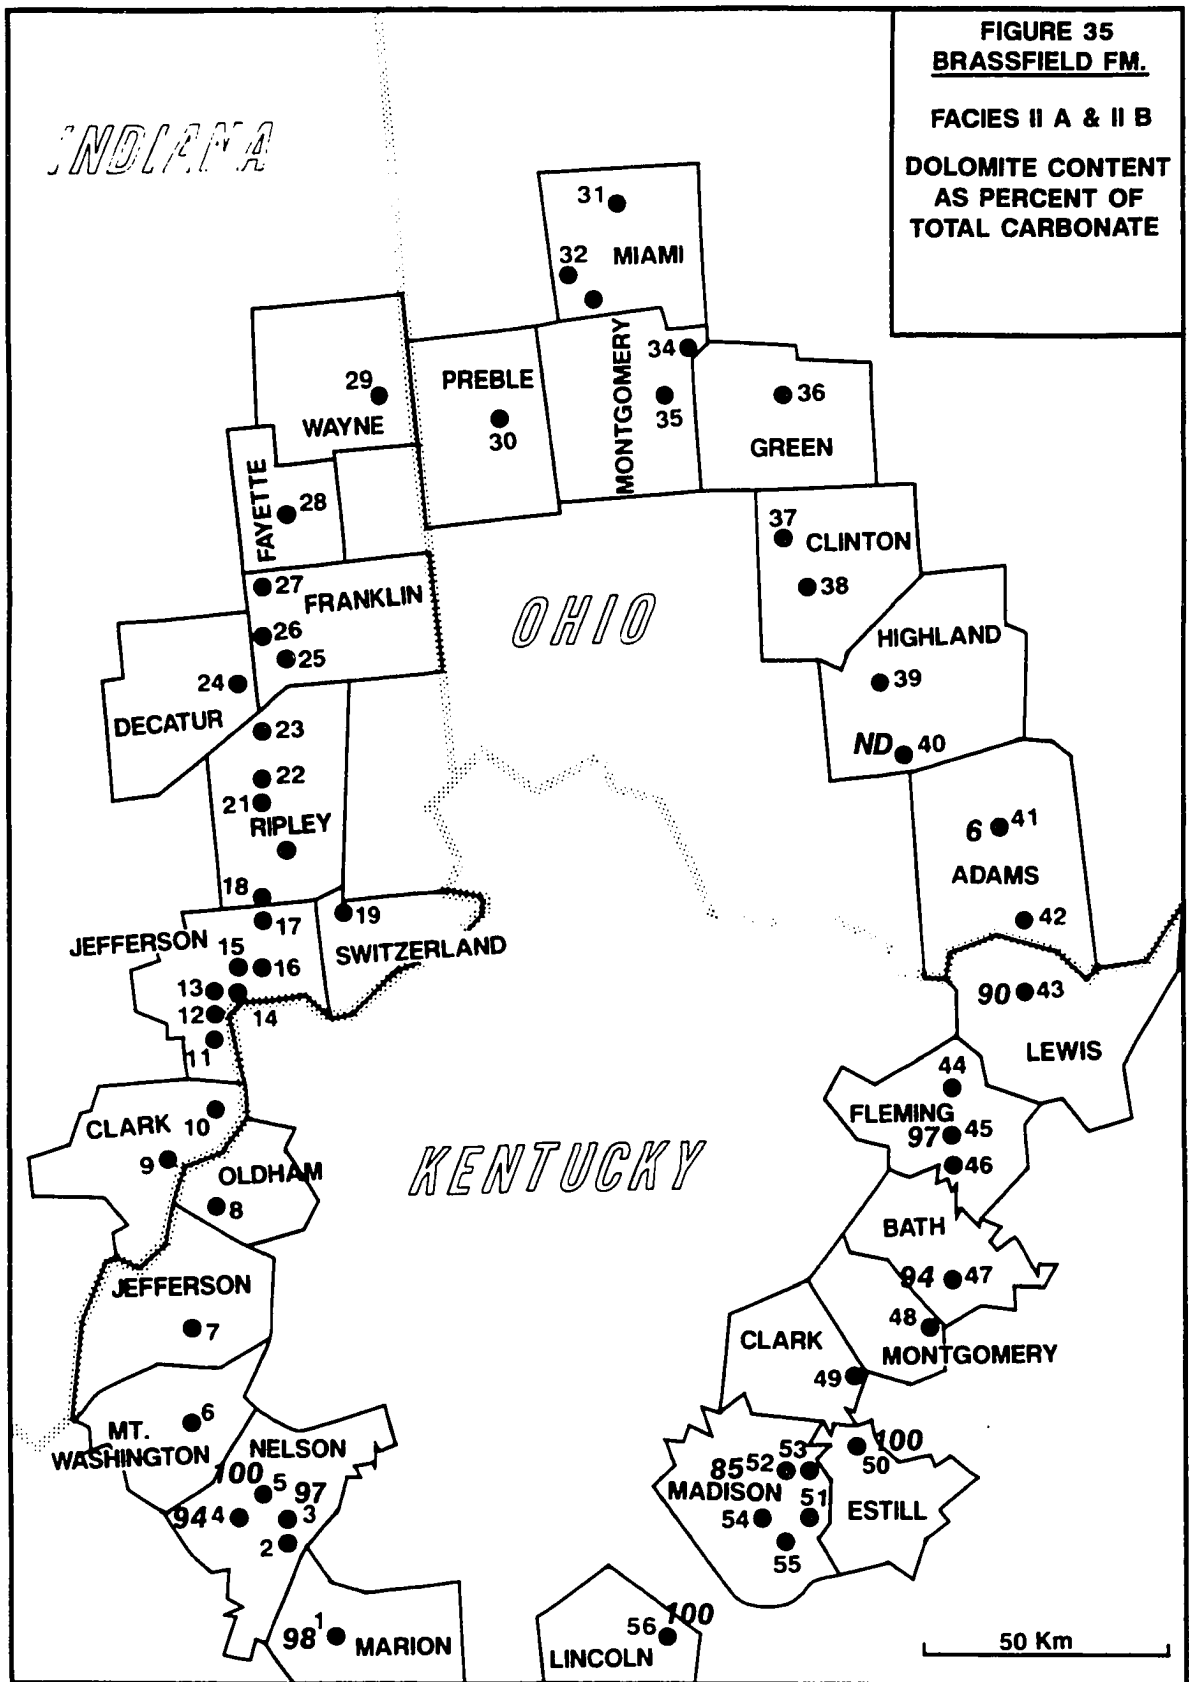 FIGURE 35
BRASSFIELD FM.
FACIES II A & II B
DOLOMITE CONTENT
AS PERCENT OF
TOTAL CARBONATE
INDIANA
31
32
MIAMI
MONTGOMERY
34
35
29
WAYNE
PREBLE
30
36
GREEN
FAYETTE
28
37
CLINTON
38
27
FRANKLIN
26
25
OHIO
HIGHLAND
39
ND 40
24
DECATUR
23
22
21
RIPLEY
6 41
ADAMS
42
18
19
17
JEFFERSON
SWITZERLAND
15
16
13
12
14
11
90 43
LEWIS
44
FLEMING
97 45
46
CLARK
10
9
OLDHAM
8
KENTUCKY
BATH
94 47
48
MONTGOMERY
JEFFERSON
7
CLARK
49
6
MT.
WASHINGTON
NELSON
100
5
97
94 4
3
2
53
100
50
85 52
MADISON
51
ESTILL
54
55
98 1
MARION
100
56
LINCOLN
50 Km